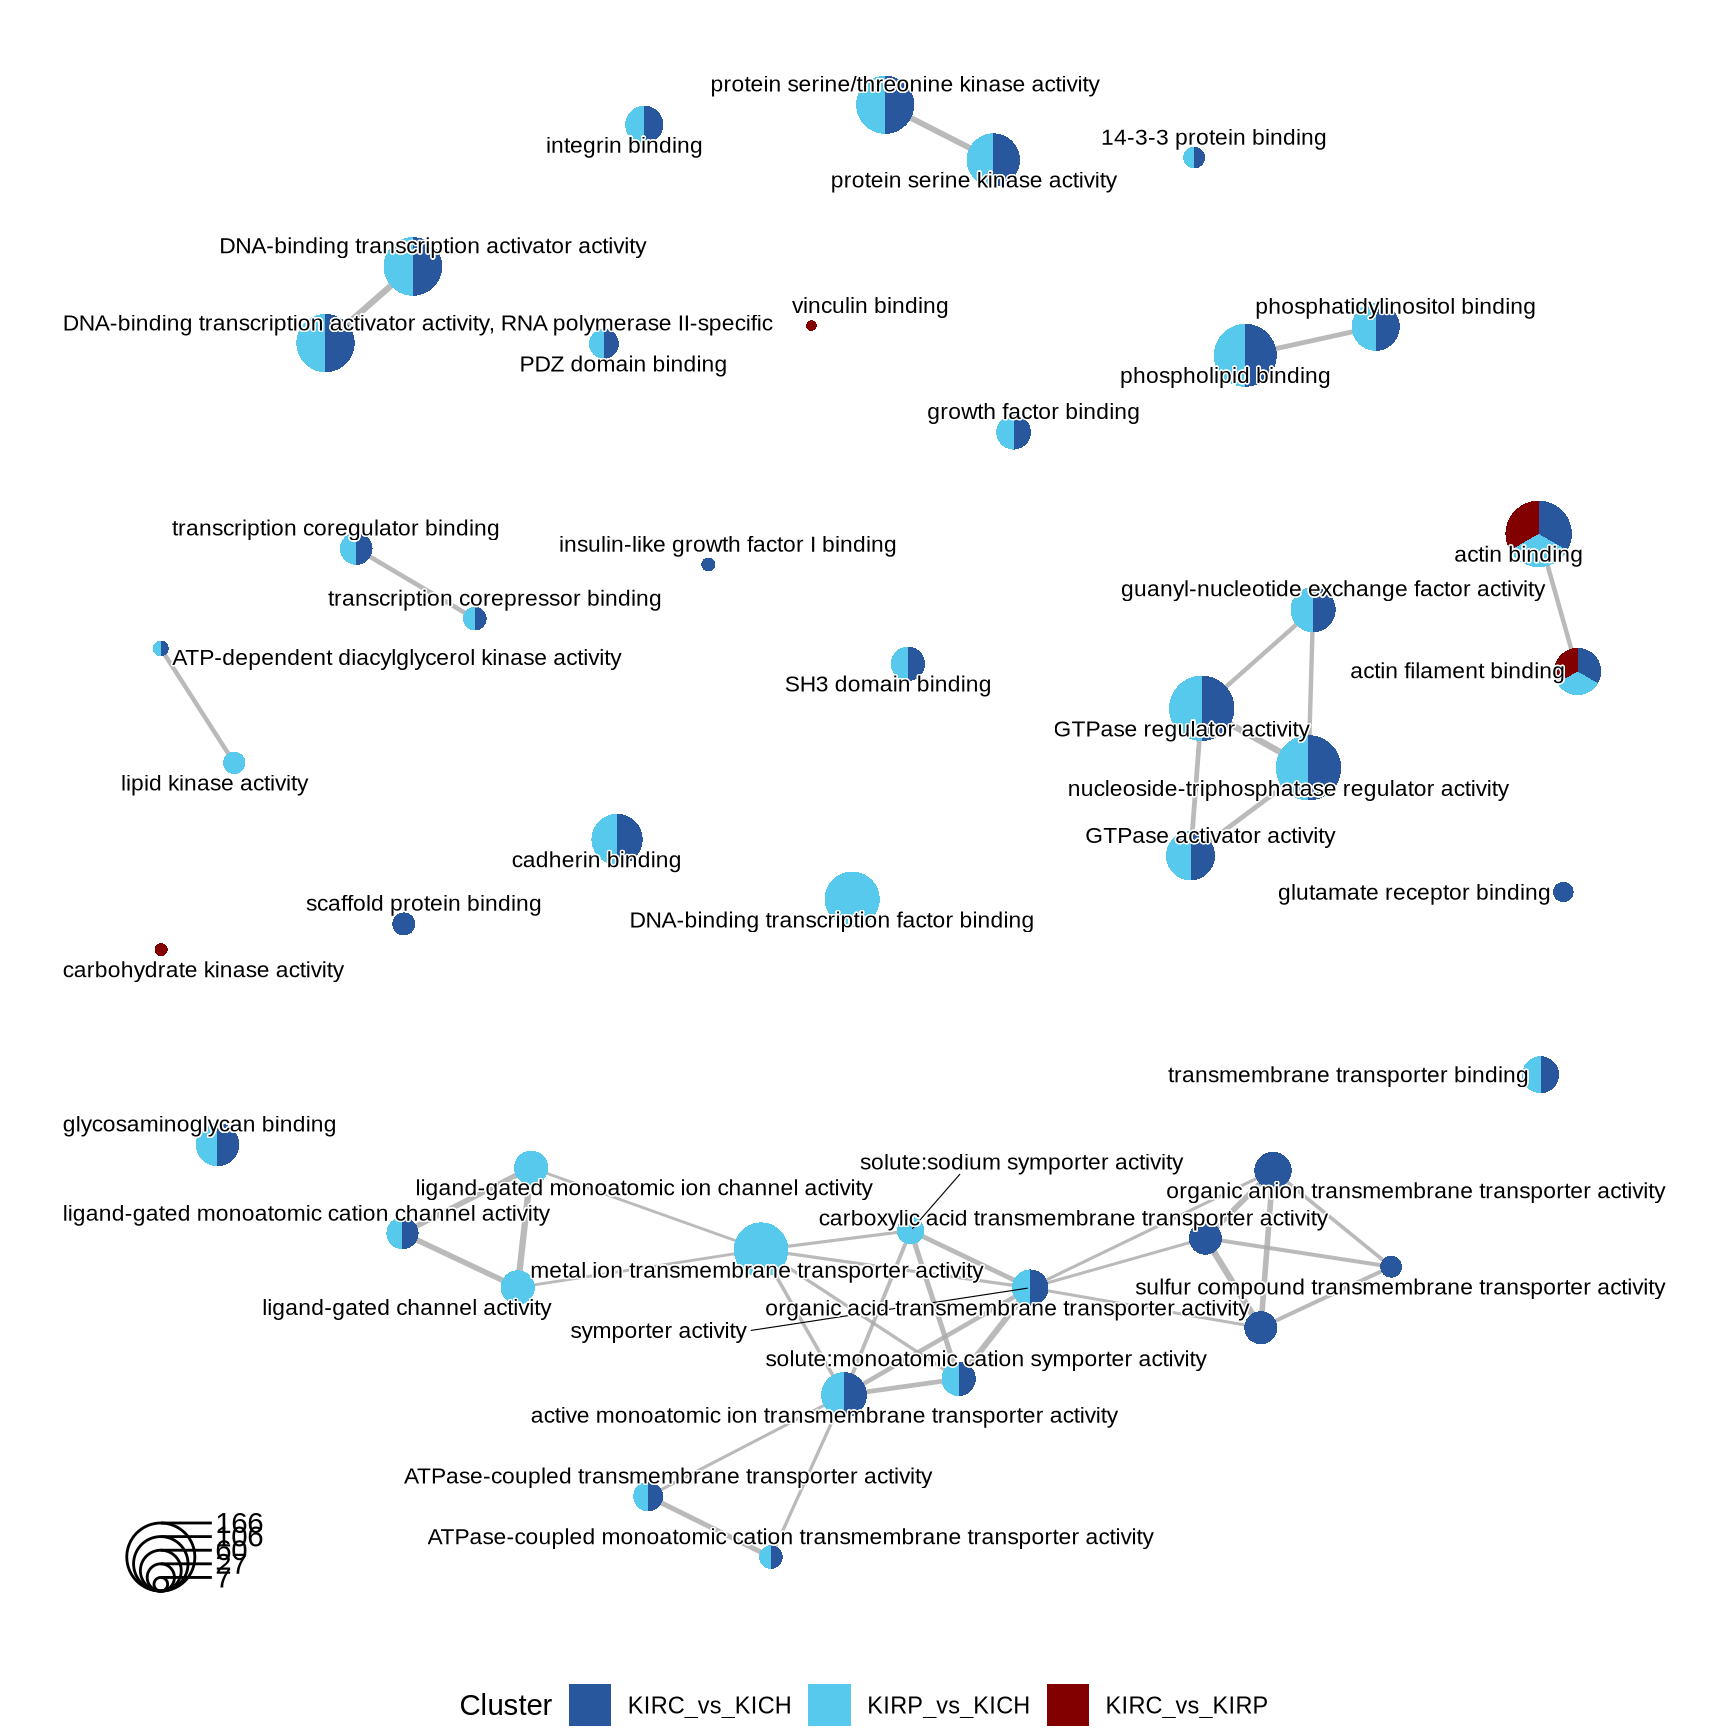 protein serine/threonine kinase activity
integrin binding
14-3-3 protein binding
protein serine kinase activity
DNA-binding transcription activator activity
vinculin binding
phosphatidylinositol binding
DNA-binding transcription activator activity, RNA polymerase II-specific
PDZ domain binding
phospholipid binding
growth factor binding
transcription coregulator binding
insulin-like growth factor I binding
actin binding
guanyl-nucleotide exchange factor activity
transcription corepressor binding
ATP-dependent diacylglycerol kinase activity
actin filament binding
SH3 domain binding
GTPase regulator activity
lipid kinase activity
nucleoside-triphosphatase regulator activity
GTPase activator activity
cadherin binding
glutamate receptor binding
scaffold protein binding
DNA-binding transcription factor binding
carbohydrate kinase activity
transmembrane transporter binding
glycosaminoglycan binding
solute:sodium symporter activity
ligand-gated monoatomic ion channel activity
organic anion transmembrane transporter activity
ligand-gated monoatomic cation channel activity
carboxylic acid transmembrane transporter activity
metal ion transmembrane transporter activity
sulfur compound transmembrane transporter activity
ligand-gated channel activity
organic acid transmembrane transporter activity
symporter activity
solute:monoatomic cation symporter activity
active monoatomic ion transmembrane transporter activity
ATPase-coupled transmembrane transporter activity
ATPase-coupled monoatomic cation transmembrane transporter activity
166
106
60
27
7
Cluster KIRC_vs_KICH KIRP_vs_KICH KIRC_vs_KIRP